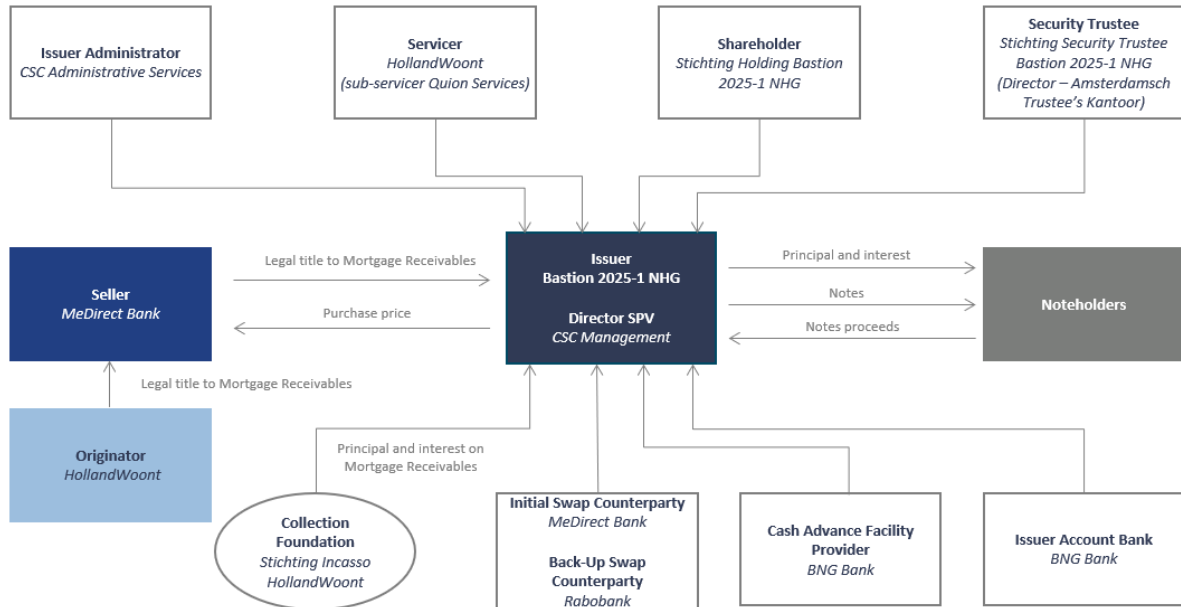 Issuer Administrator
CSC Administrative Services
Servicer
HollandWoont
(sub-servicer Quion Services)
Shareholder
Stichting Holding Bastion
2025-1 NHG
Security Trustee
Stichting Security Trustee
Bastion 2025-1 NHG
(Director – Amsterdamsch
Trustee's Kantoor)
Seller
MeDirect Bank
Legal title to Mortgage Receivables
Purchase price
Issuer
Bastion 2025-1 NHG
Director SPV
CSC Management
Principal and interest
Notes
Notes proceeds
Noteholders
Legal title to Mortgage Receivables
Originator
HollandWoont
Principal and interest on
Mortgage Receivables
Collection
Foundation
Stichting Incasso
HollandWoont
Initial Swap Counterparty
MeDirect Bank
Back-Up Swap
Counterparty
Rabobank
Cash Advance Facility
Provider
BNG Bank
Issuer Account Bank
BNG Bank